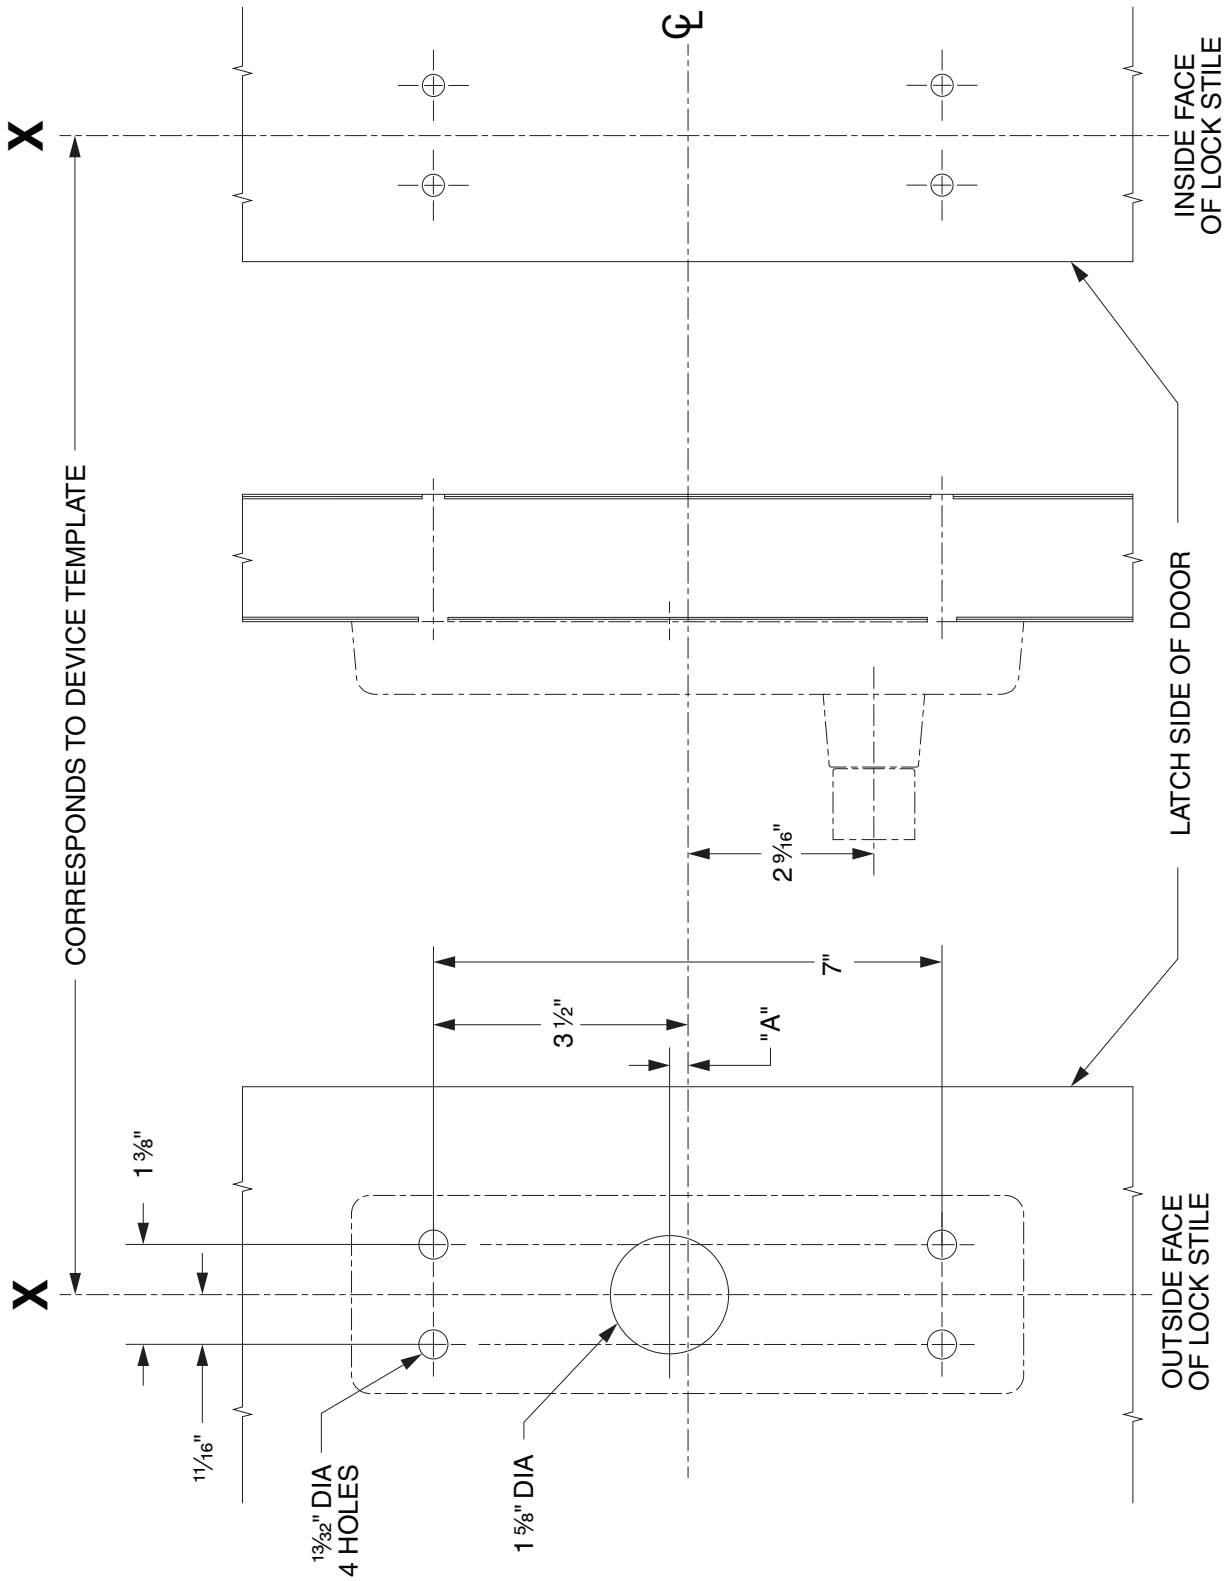 X
CORRESPONDS TO DEVICE TEMPLATE
X
1 3⁄8"
11⁄16"
13⁄32" DIA
4 HOLES
1 5⁄8" DIA
3 1⁄2"
7"
"A"
2 9⁄16"
℄
OUTSIDE FACE
OF LOCK STILE
LATCH SIDE OF DOOR
INSIDE FACE
OF LOCK STILE